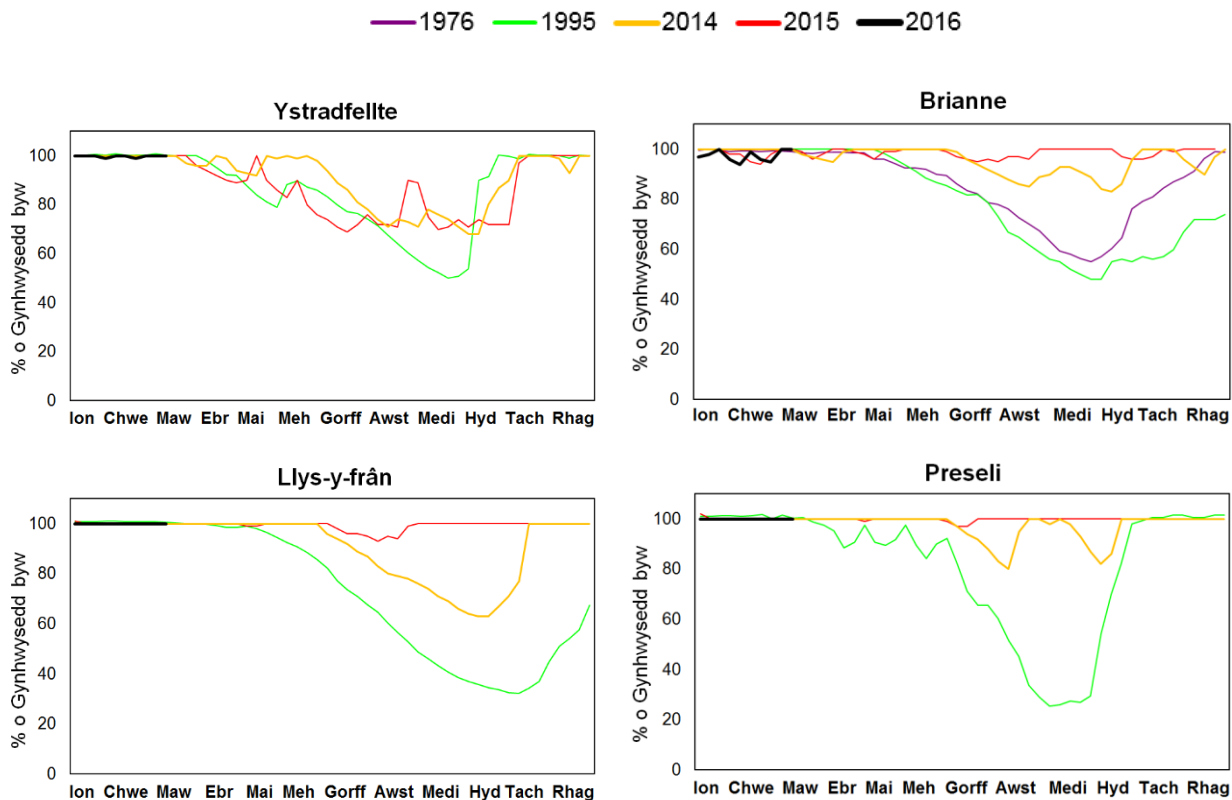 1976 1995 2014 2015 2016
Ystradfellte
% o Gynhwysedd byw
100
80
60
40
20
0
Ion Chwe Maw Ebr Mai Meh Gorff Awst Medi Hyd Tach Rhag
Brianne
% o Gynhwysedd byw
100
80
60
40
20
0
Ion Chwe Maw Ebr Mai Meh Gorff Awst Medi Hyd Tach Rhag
Llys-y-frân
% o Gynhwysedd byw
100
80
60
40
20
0
Ion Chwe Maw Ebr Mai Meh Gorff Awst Medi Hyd Tach Rhag
Preseli
% o Gynhwysedd byw
100
80
60
40
20
0
Ion Chwe Maw Ebr Mai Meh Gorff Awst Medi Hyd Tach Rhag